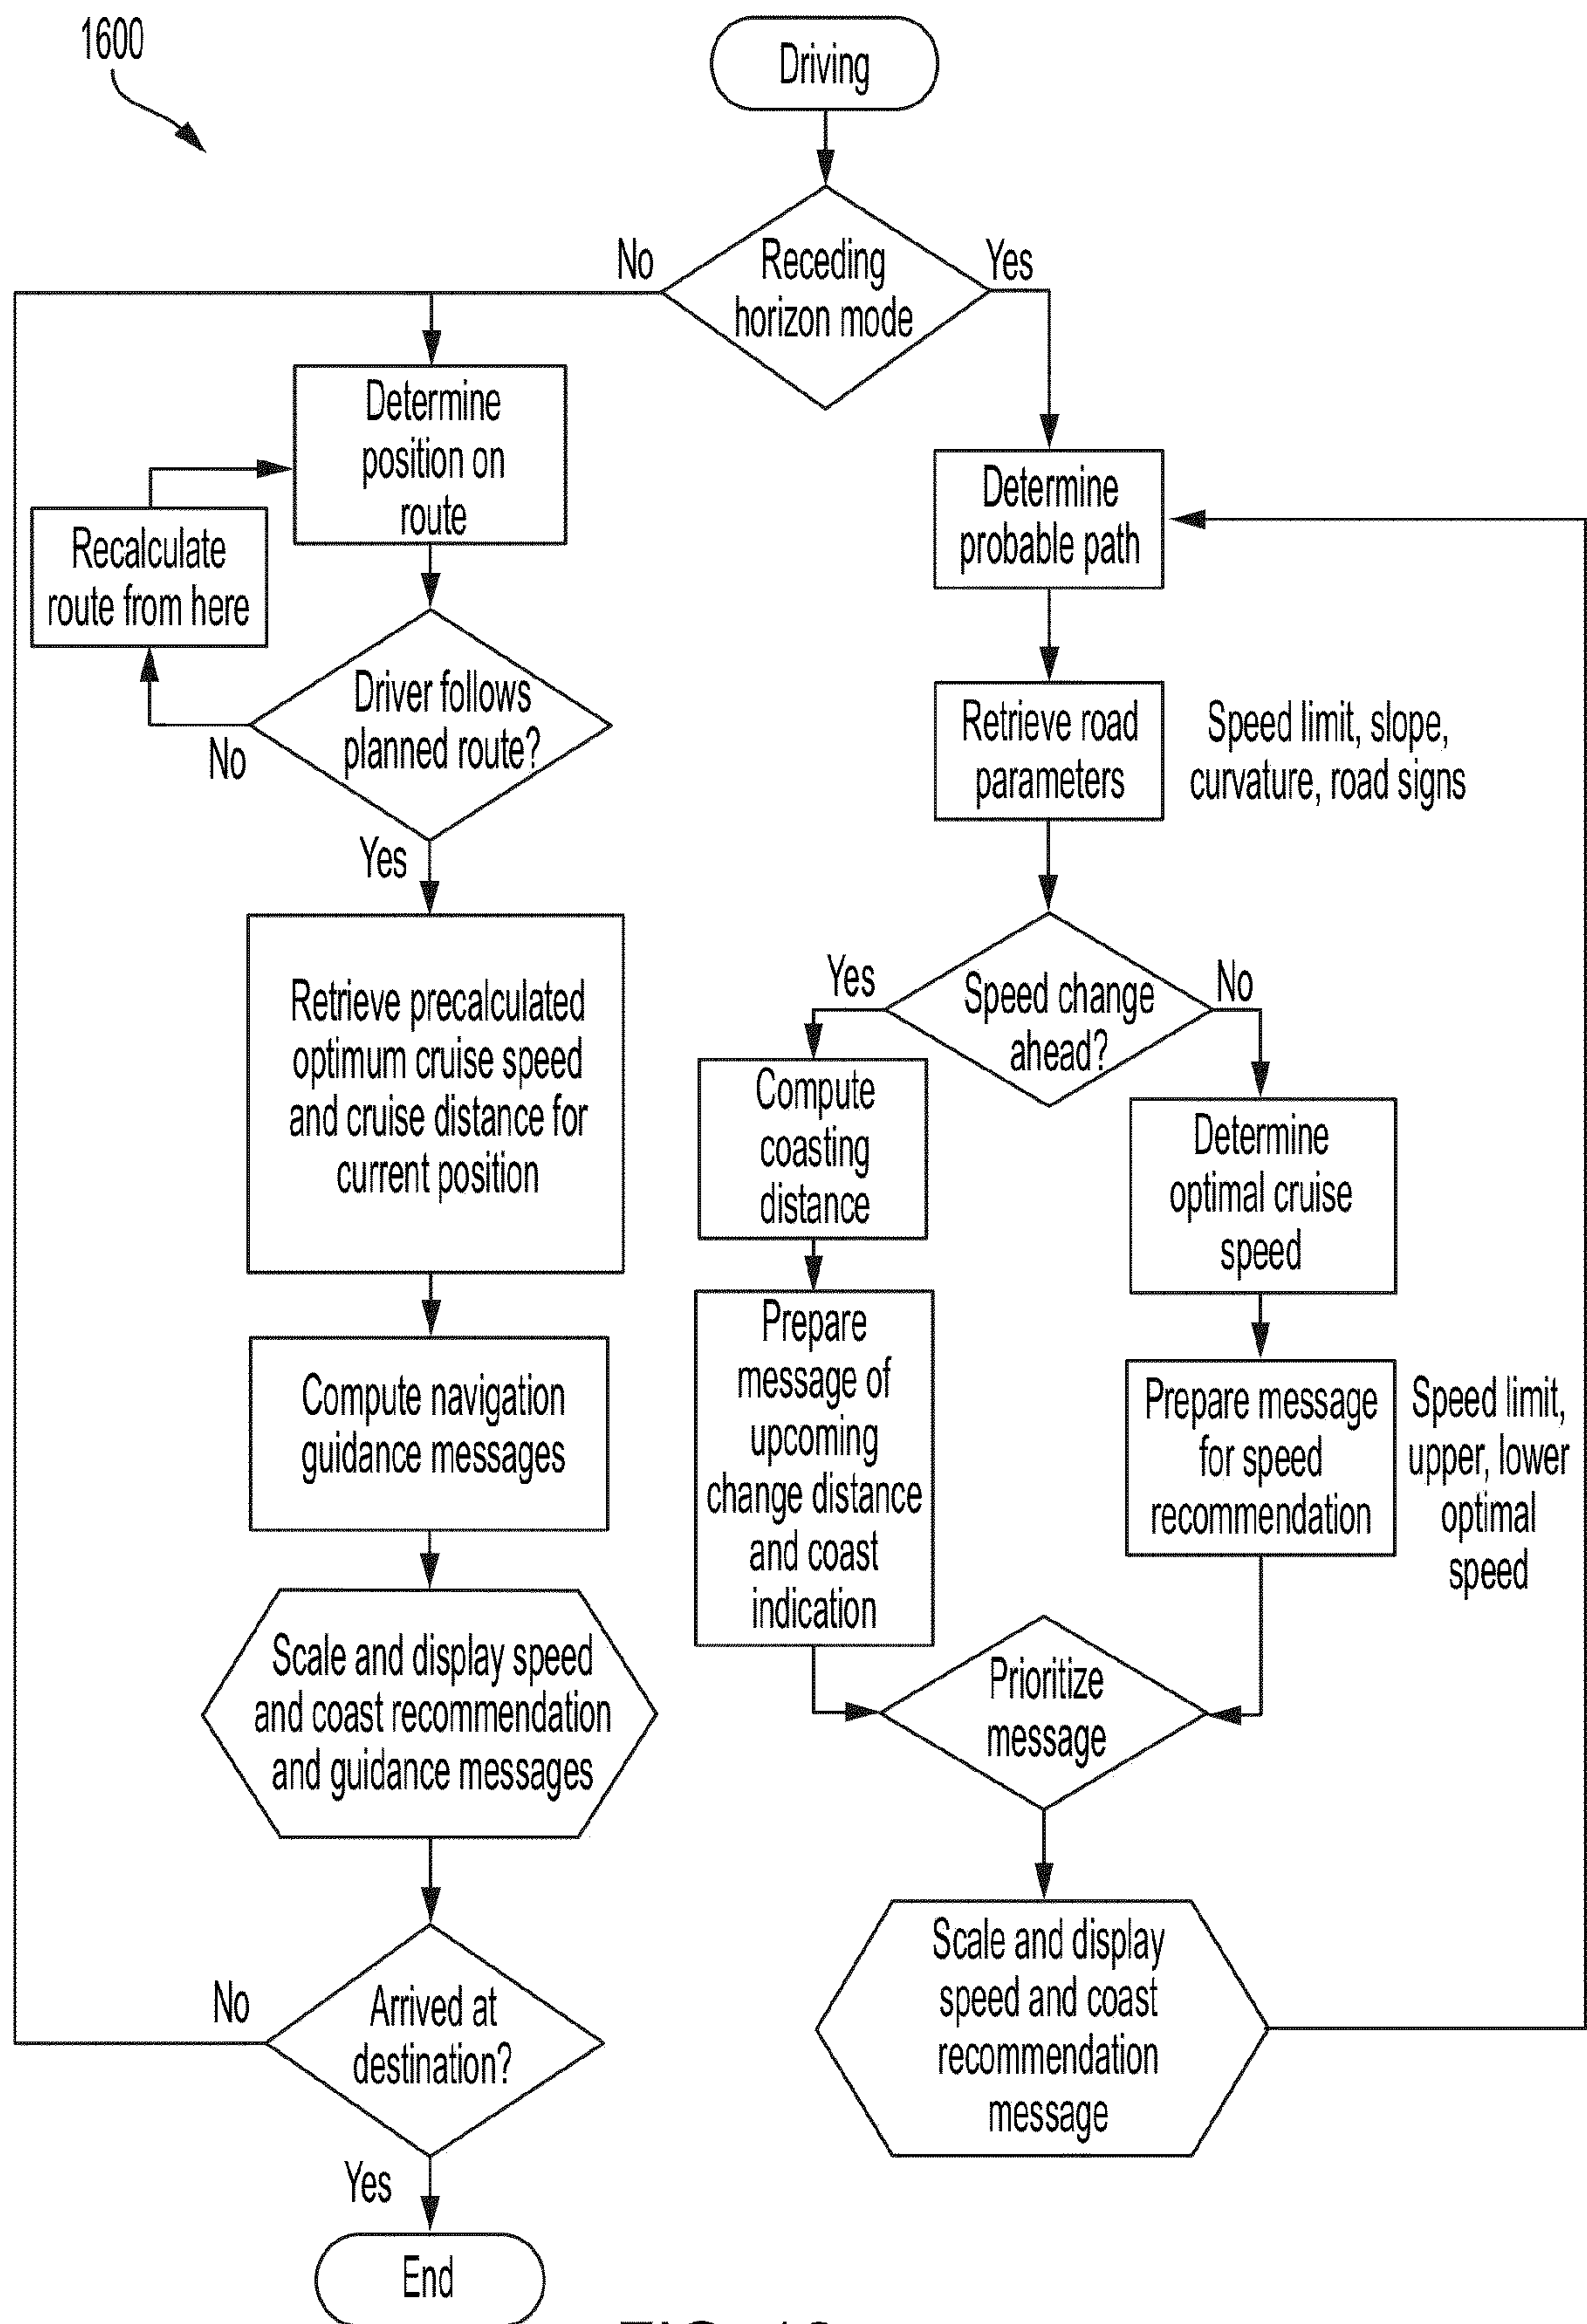 1600
Driving
Receding
horizon mode
No
Yes
Determine
position on
route
Recalculate
route from here
Driver follows
planned route?
No
Yes
Retrieve precalculated
optimum cruise speed
and cruise distance for
current position
Compute navigation
guidance messages
Scale and display speed
and coast recommendation
and guidance messages
Arrived at
destination?
No
Yes
End
Determine
probable path
Retrieve road
parameters
Speed limit, slope,
curvature, road signs
Speed change
ahead?
Yes
No
Compute
coasting
distance
Prepare
message of
upcoming
change distance
and coast
indication
Determine
optimal cruise
speed
Prepare message
for speed
recommendation
Speed limit,
upper, lower
optimal
speed
Prioritize
message
Scale and display
speed and coast
recommendation
message